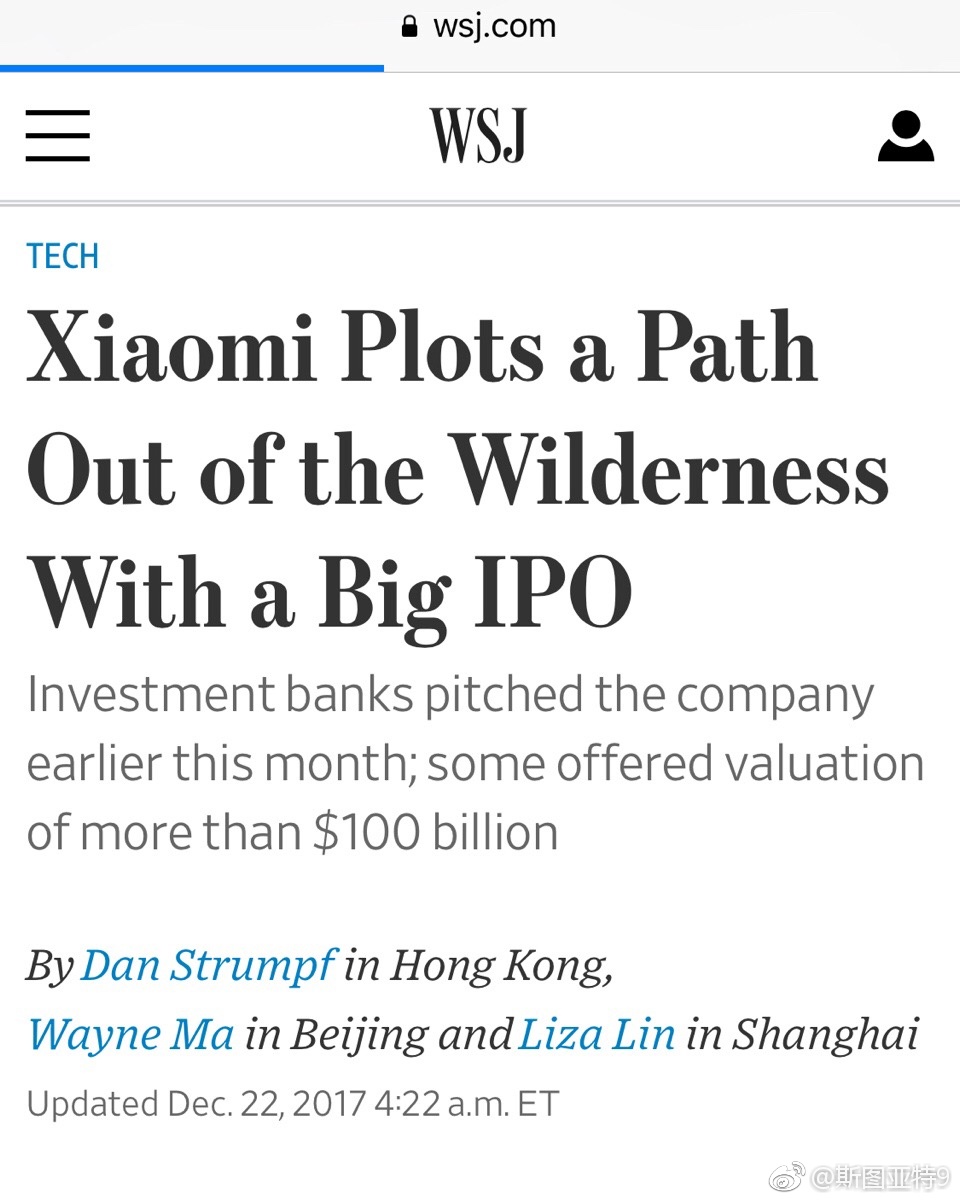 wsj.com
WSJ
TECH
Xiaomi Plots a Path
Out of the Wilderness
With a Big IPO
Investment banks pitched the company
earlier this month; some offered valuation
of more than $100 billion
By Dan Strumpf in Hong Kong,
Wayne Ma in Beijing and Liza Lin in Shanghai
Updated Dec. 22, 2017 4:22 a.m. ET
@斯图亚特9